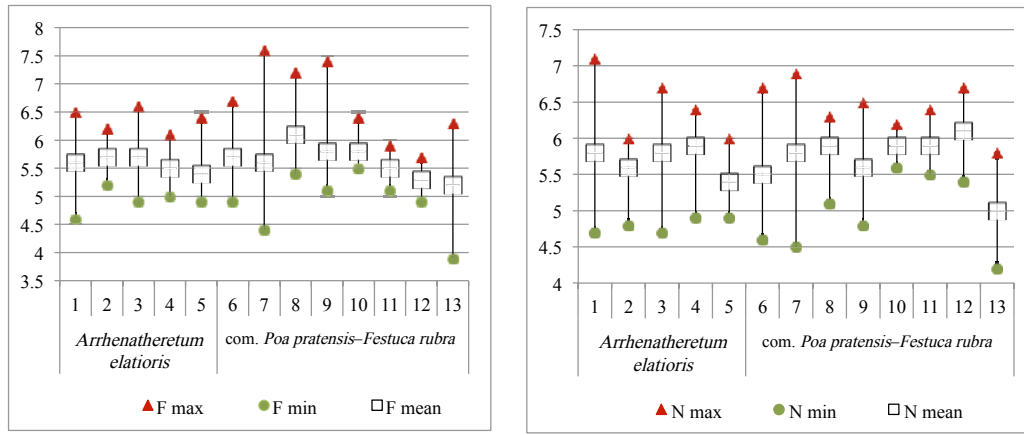 8
7.5
7
6.5
6
5.5
5
4.5
4
3.5
1 2 3 4 5 6 7 8 9 10 11 12 13
Arrhenatheretum
elatioris
com. Poa pratensis–Festuca rubra
F max F min F mean
7.5
7
6.5
6
5.5
5
4.5
4
1 2 3 4 5 6 7 8 9 10 11 12 13
Arrhenatheretum
elatioris
com. Poa pratensis–Festuca rubra
N max N min N mean